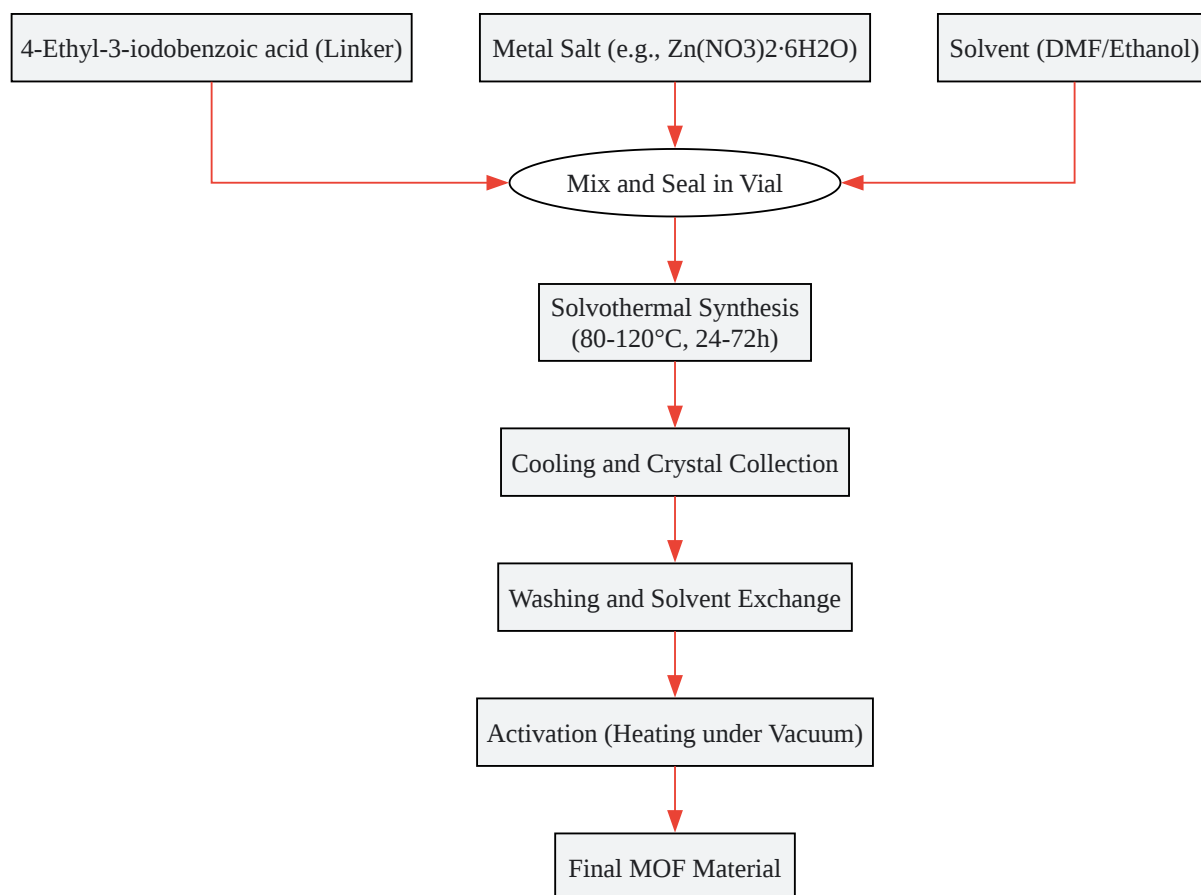 4-Ethyl-3-iodobenzoic acid (Linker)
Metal Salt (e.g., Zn(NO3)2·6H2O)
Solvent (DMF/Ethanol)
Mix and Seal in Vial
Solvothermal Synthesis
(80-120°C, 24-72h)
Cooling and Crystal Collection
Washing and Solvent Exchange
Activation (Heating under Vacuum)
Final MOF Material